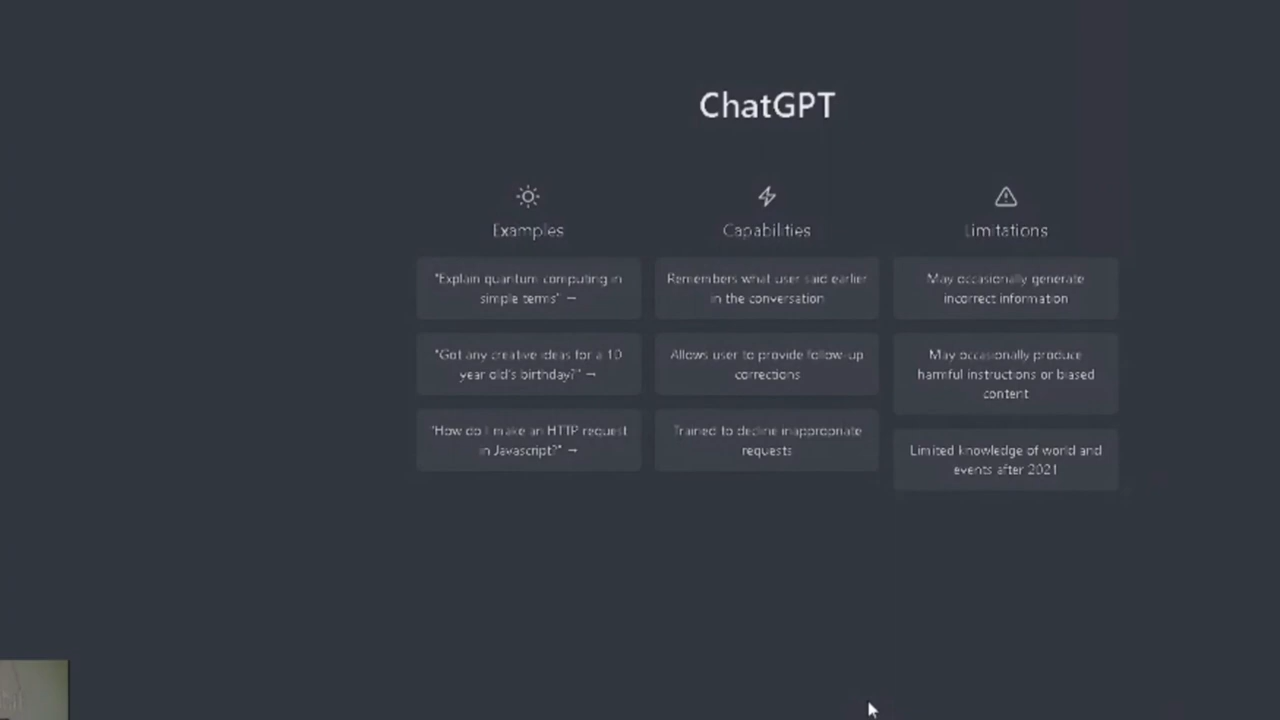 ChatGPT
Examples
"Explain quantum computing in
simple terms" →
"Got any creative ideas for a 10
year old's birthday?" →
"How do I make an HTTP request
in Javascript?" →
Capabilities
Remembers what user said earlier
in the conversation
Allows user to provide follow-up
corrections
Trained to decline inappropriate
requests
Limitations
May occasionally generate
incorrect information
May occasionally produce
harmful instructions or biased
content
Limited knowledge of world and
events after 2021